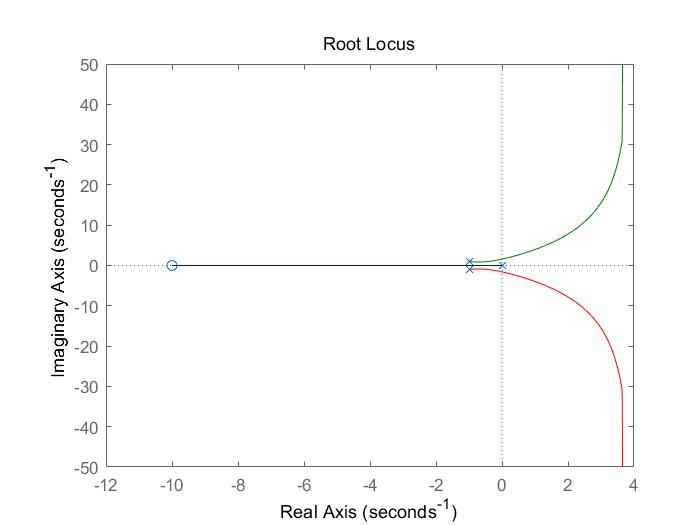 Root Locus
50
40
30
20
10
0
-10
-20
-30
-40
-50
Imaginary Axis (seconds⁻¹)
-12 -10 -8 -6 -4 -2 0 2 4
Real Axis (seconds⁻¹)